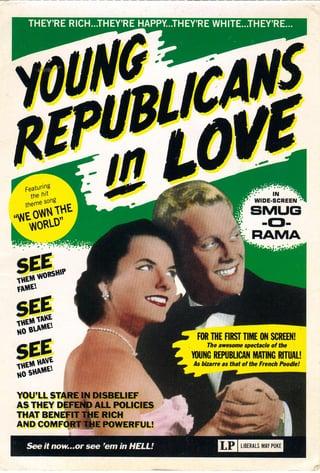 THEY'RE RICH...THEY'RE HAPPY...THEY'RE WHITE...THEY'RE...
YOUNG
REPUBLICANS
in LOVE
Featuring
the hit
theme song
"WE OWN THE
WORLD"
IN
WIDE-SCREEN
SMUG
-O-
RAMA
SEE
THEM WORSHIP
FAME!
SEE
THEM TAKE
NO BLAME!
SEE
THEM HAVE
NO SHAME!
FOR THE FIRST TIME ON SCREEN!
The awesome spectacle of the
YOUNG REPUBLICAN MATING RITUAL!
As bizarre as that of the French Poodle!
YOU'LL STARE IN DISBELIEF
AS THEY DEFEND ALL POLICIES
THAT BENEFIT THE RICH
AND COMFORT THE POWERFUL!
See it now...or see 'em in HELL!
LP LIBERALS MAY PUKE